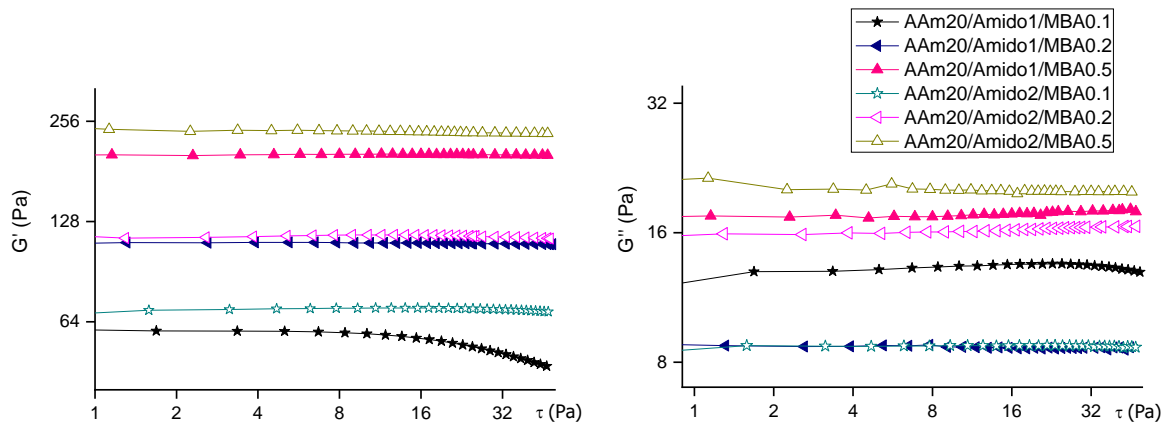 256
128
64
G' (Pa)
1
2
4
8
16
32
τ (Pa)
AAm20/Amido1/MBA0.1
AAm20/Amido1/MBA0.2
AAm20/Amido1/MBA0.5
AAm20/Amido2/MBA0.1
AAm20/Amido2/MBA0.2
AAm20/Amido2/MBA0.5
32
16
8
G'' (Pa)
1
2
4
8
16
32
τ (Pa)